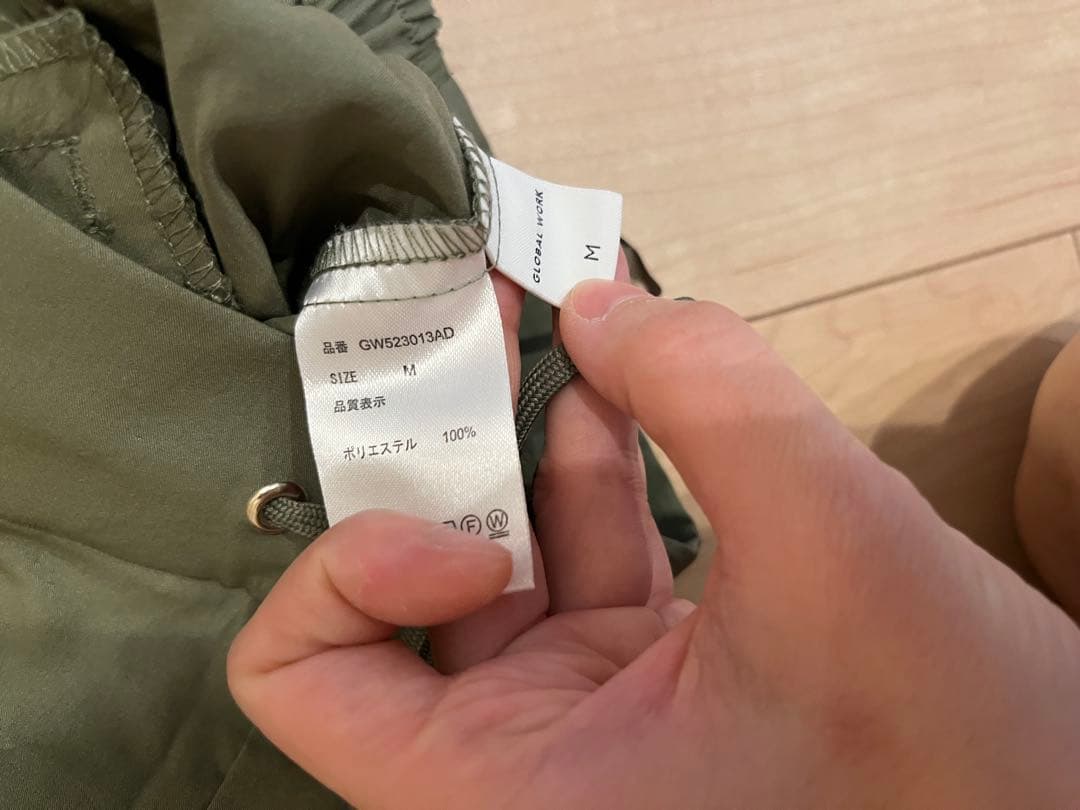 品番 GW523013AD
SIZE M
品質表示
ポリエステル 100%
F W
GLOBAL WORK
M